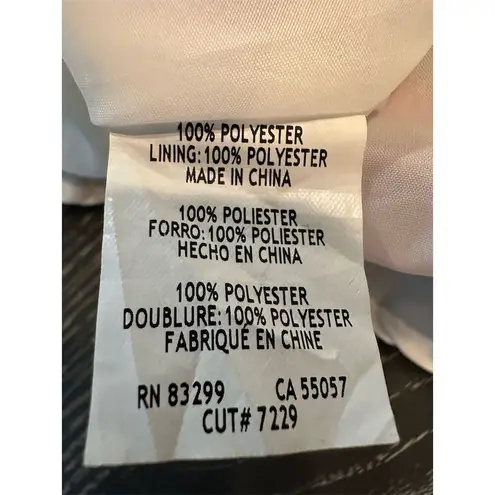 100% POLYESTER
LINING: 100% POLYESTER
MADE IN CHINA
100% POLIESTER
FORRO: 100% POLIESTER
HECHO EN CHINA
100% POLYESTER
DOUBLURE: 100% POLYESTER
FABRIQUÉ EN CHINE
RN 83299 CA 55057
CUT# 7229